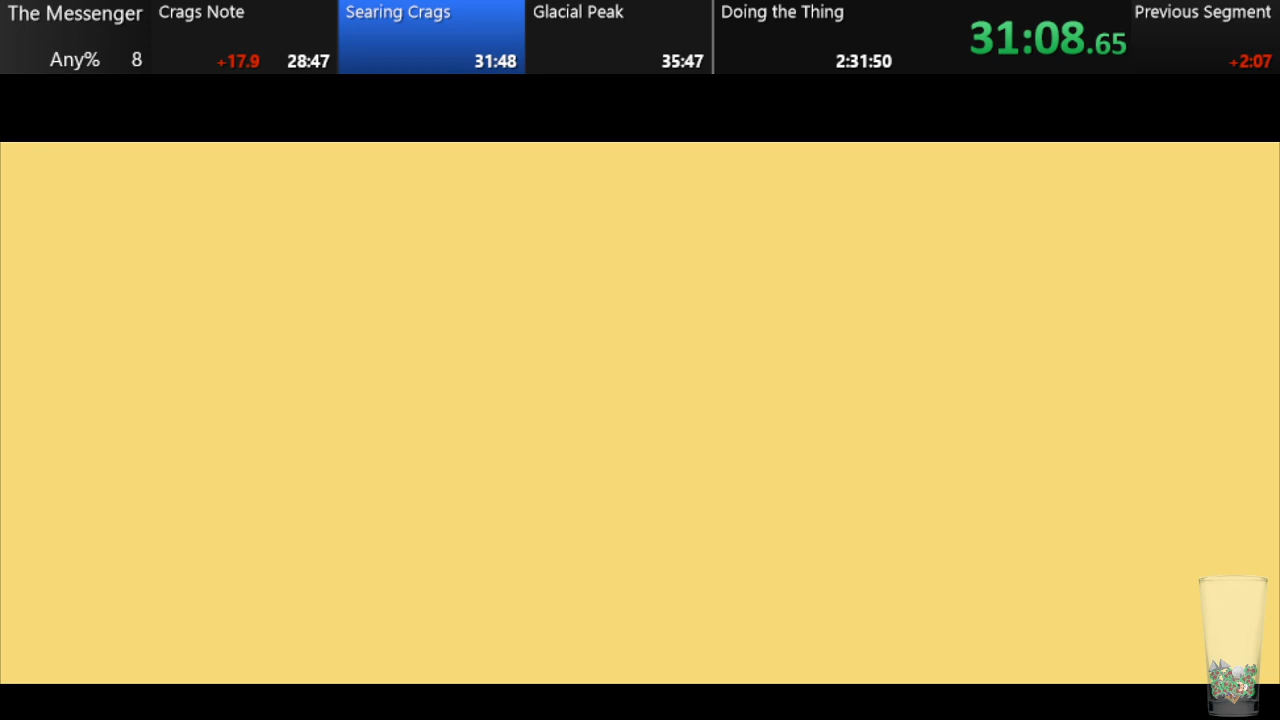 The Messenger
Any% 8
Crags Note
+17.9 28:47
Searing Crags
31:48
Glacial Peak
35:47
Doing the Thing
2:31:50
31:08.65
Previous Segment
+2:07